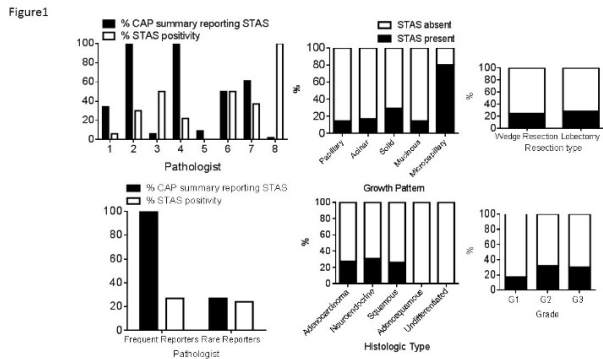 Figure1
% CAP summary reporting STAS
% STAS positivity
100
80
60
40
20
0
1 2 3 4 5 6 7 8
Pathologist
STAS absent
STAS present
%
100
80
60
40
20
0
Papillary
Acinar
Solid
Mucinous
Micropapillary
Growth Pattern
%
100
80
60
40
20
0
Wedge Resection Lobectomy
Resection type
% CAP summary reporting STAS
% STAS positivity
100
80
60
40
20
0
Frequent Reporters Rare Reporters
Pathologist
%
100
80
60
40
20
0
Adenocarcinoma
Neuroendocrine
Squamous
Adenosquamous
Undifferentiated
Histologic Type
%
100
80
60
40
20
0
G1 G2 G3
Grade